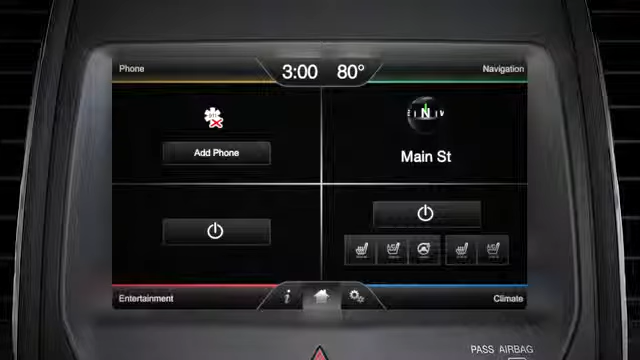 Phone
3:00 80°
Navigation
N
Add Phone
Main St
Entertainment
i
Climate
PASS AIRBAG